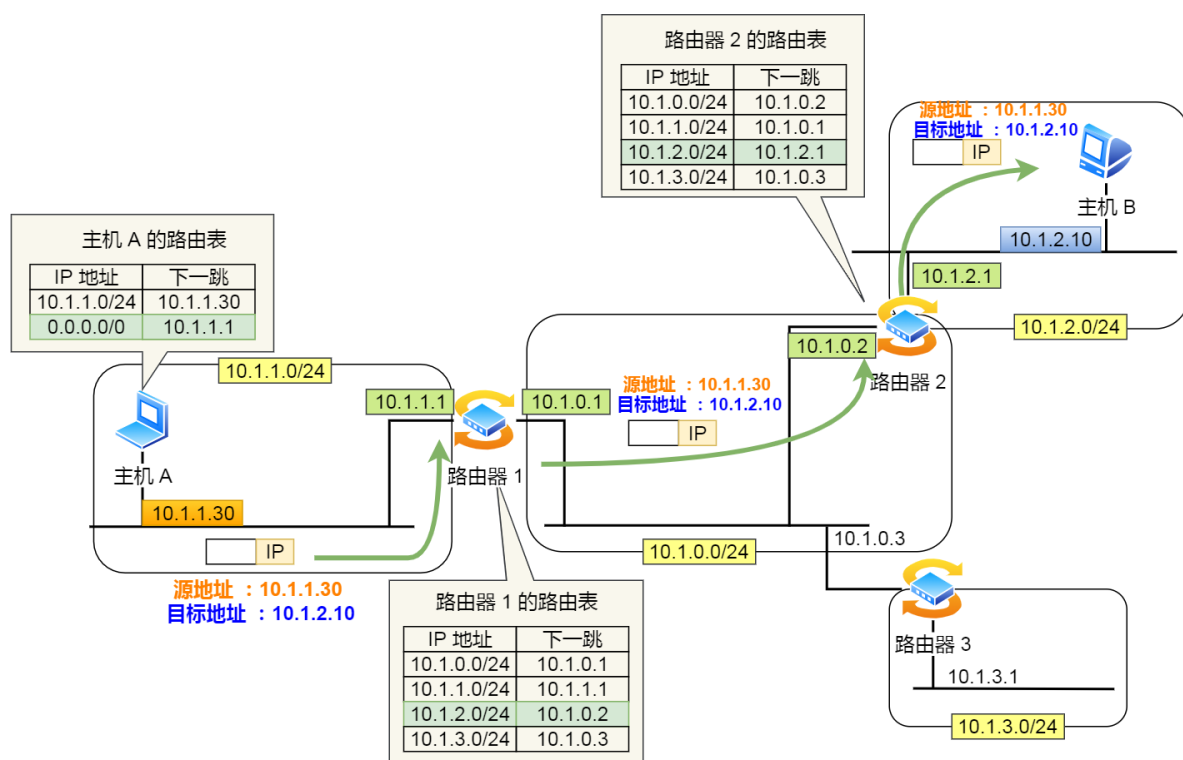 路由器 2 的路由表
IP 地址 下一跳
10.1.0.0/24 10.1.0.2
10.1.1.0/24 10.1.0.1
10.1.2.0/24 10.1.2.1
10.1.3.0/24 10.1.0.3
源地址 ：10.1.1.30
目标地址 ：10.1.2.10
IP
主机 B
10.1.2.10
10.1.2.1
10.1.2.0/24
主机 A 的路由表
IP 地址 下一跳
10.1.1.0/24 10.1.1.30
0.0.0.0/0 10.1.1.1
10.1.1.0/24
主机 A
10.1.1.30
10.1.1.1
路由器 1
10.1.0.1
IP
源地址 ：10.1.1.30
目标地址 ：10.1.2.10
源地址 ：10.1.1.30
目标地址 ：10.1.2.10
IP
10.1.0.2
路由器 2
10.1.0.0/24
10.1.0.3
路由器 1 的路由表
IP 地址 下一跳
10.1.0.0/24 10.1.0.1
10.1.1.0/24 10.1.1.1
10.1.2.0/24 10.1.0.2
10.1.3.0/24 10.1.0.3
路由器 3
10.1.3.1
10.1.3.0/24